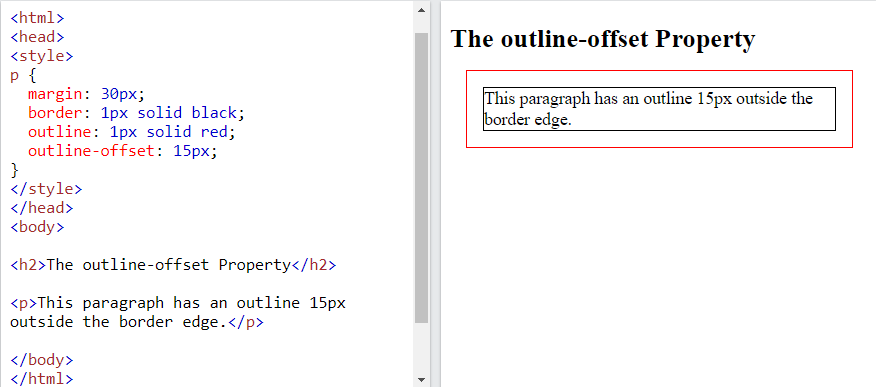 <html>
<head>
<style>
p {
  margin: 30px;
  border: 1px solid black;
  outline: 1px solid red;
  outline-offset: 15px;
}
</style>
</head>
<body>

<h2>The outline-offset Property</h2>

<p>This paragraph has an outline 15px
outside the border edge.</p>

</body>
</html>
The outline-offset Property
This paragraph has an outline 15px outside the
border edge.